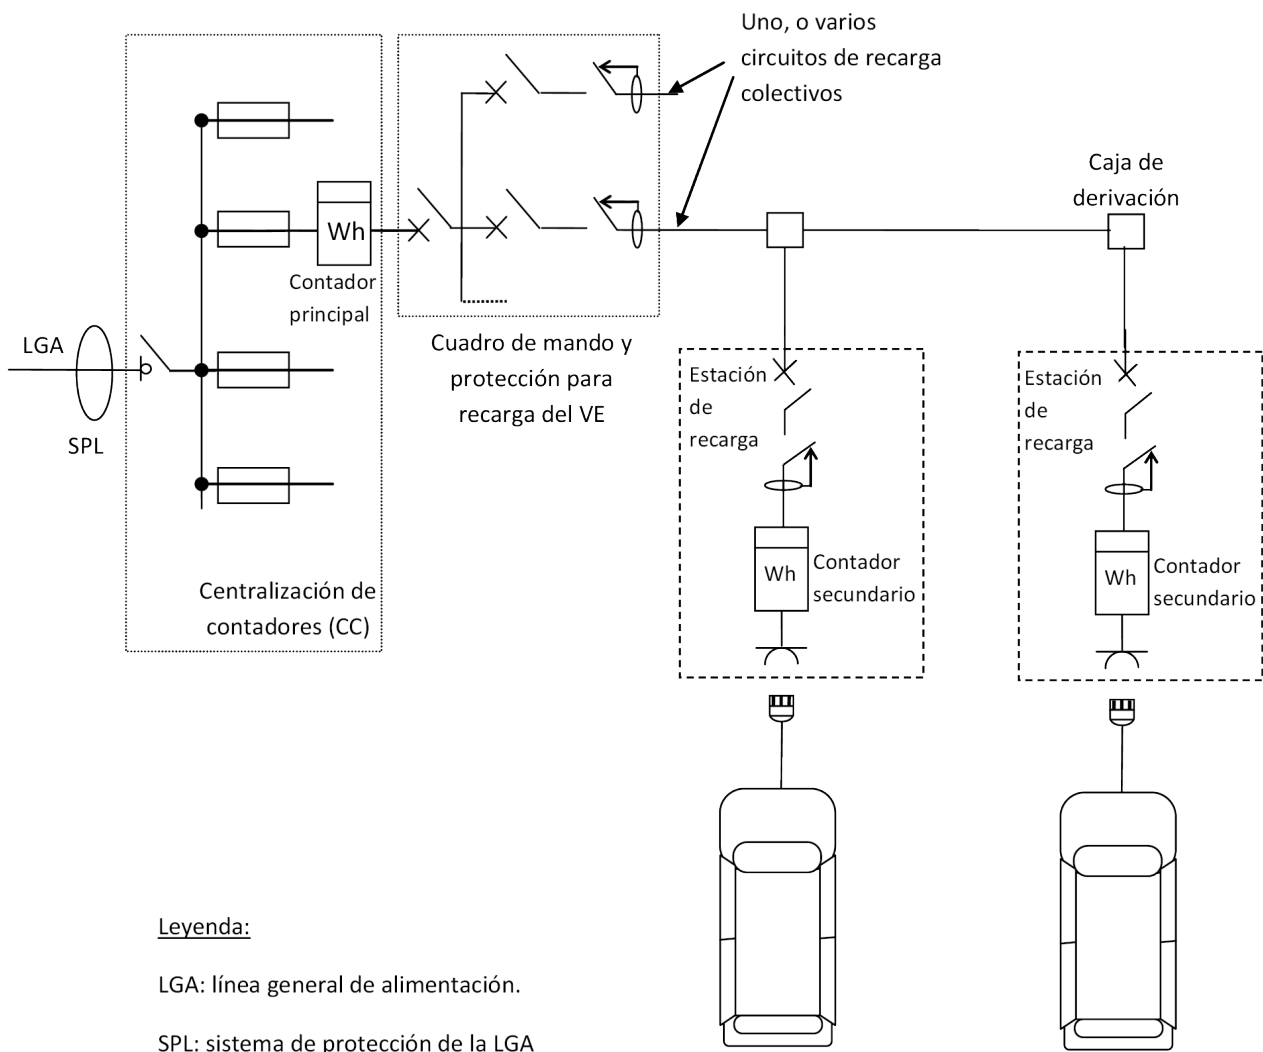 Uno, o varios
circuitos de recarga
colectivos
Caja de
derivación
Wh
Contador
principal
LGA
SPL
Cuadro de mando y
protección para
recarga del VE
Centralización de
contadores (CC)
Estación
de
recarga
Wh
Contador
secundario
Estación
de
recarga
Wh
Contador
secundario
Leyenda:
LGA: línea general de alimentación.
SPL: sistema de protección de la LGA